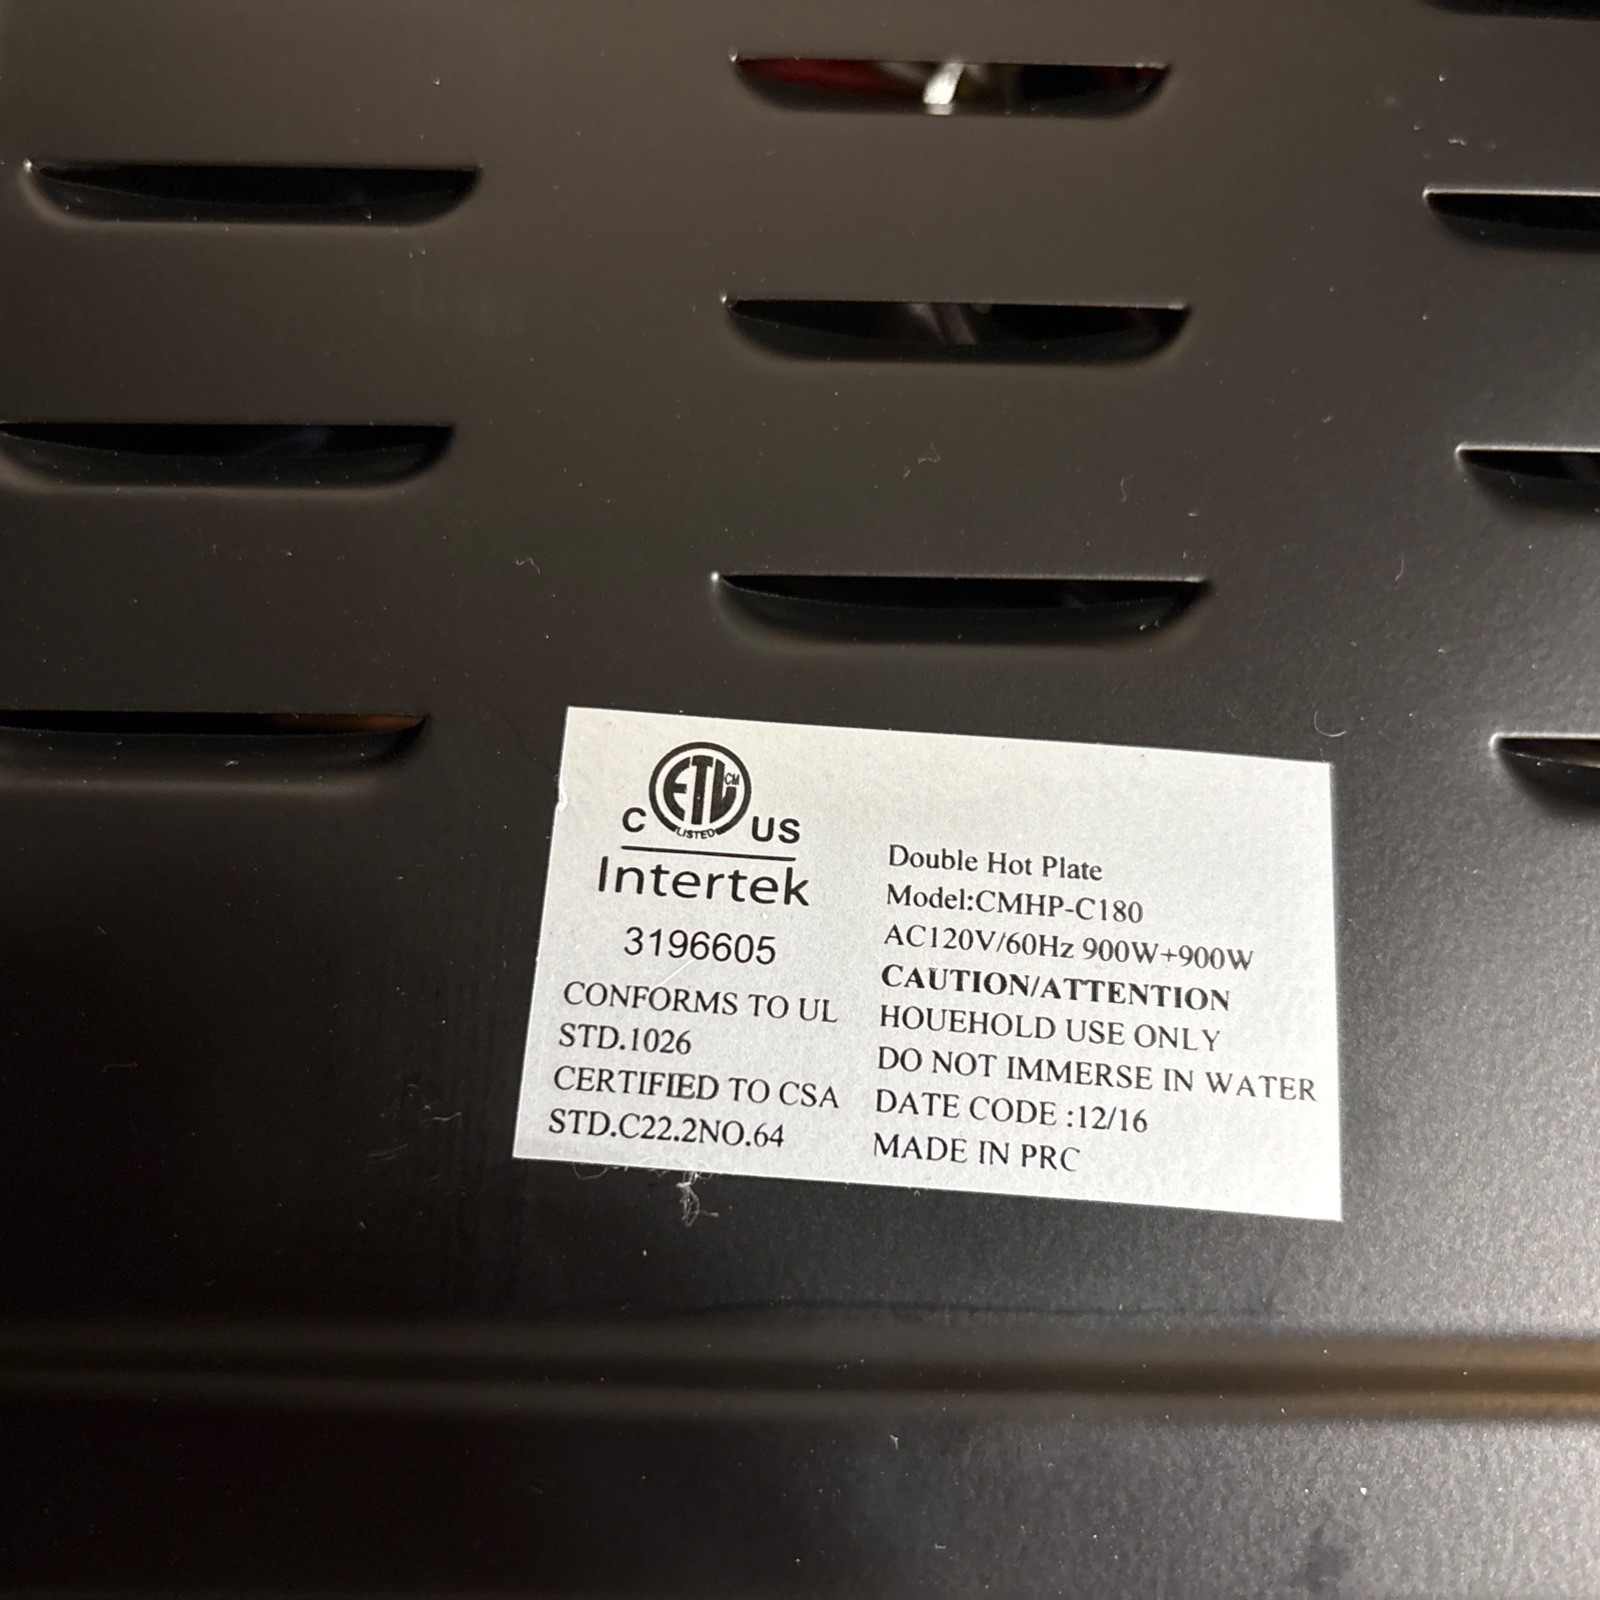 ETL CM
LISTED
C US
Intertek
3196605
CONFORMS TO UL
STD.1026
CERTIFIED TO CSA
STD.C22.2NO.64
Double Hot Plate
Model:CMHP-C180
AC120V/60Hz 900W+900W
CAUTION/ATTENTION
HOUEHOLD USE ONLY
DO NOT IMMERSE IN WATER
DATE CODE :12/16
MADE IN PRC